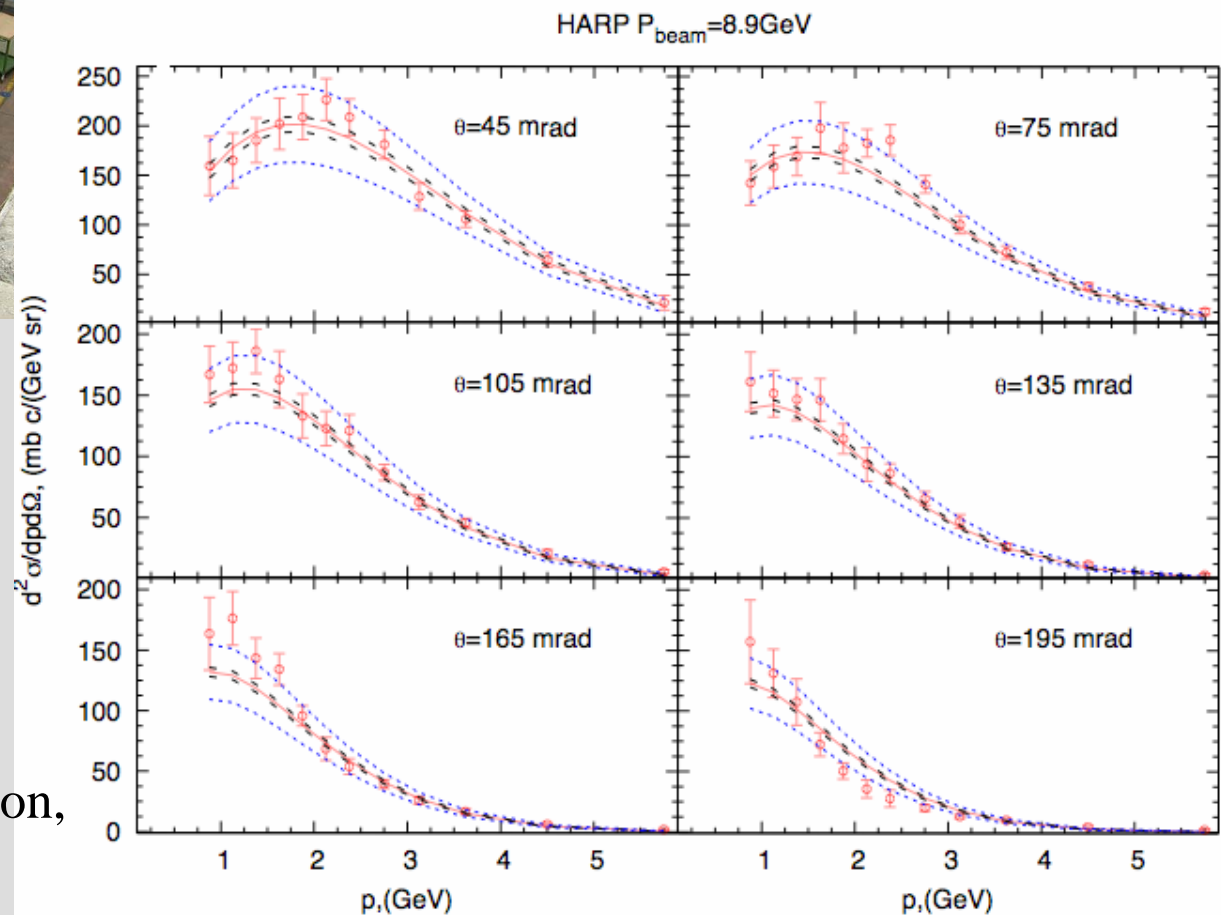 HARP P_beam=8.9GeV
250
200
150
100
50
θ=45 mrad
θ=75 mrad
200
150
100
50
θ=105 mrad
θ=135 mrad
200
150
100
50
0
θ=165 mrad
θ=195 mrad
d² σ/dpdΩ, (mb c/(GeV sr))
on,
1 2 3 4 5
1 2 3 4 5
p,(GeV)
p,(GeV)